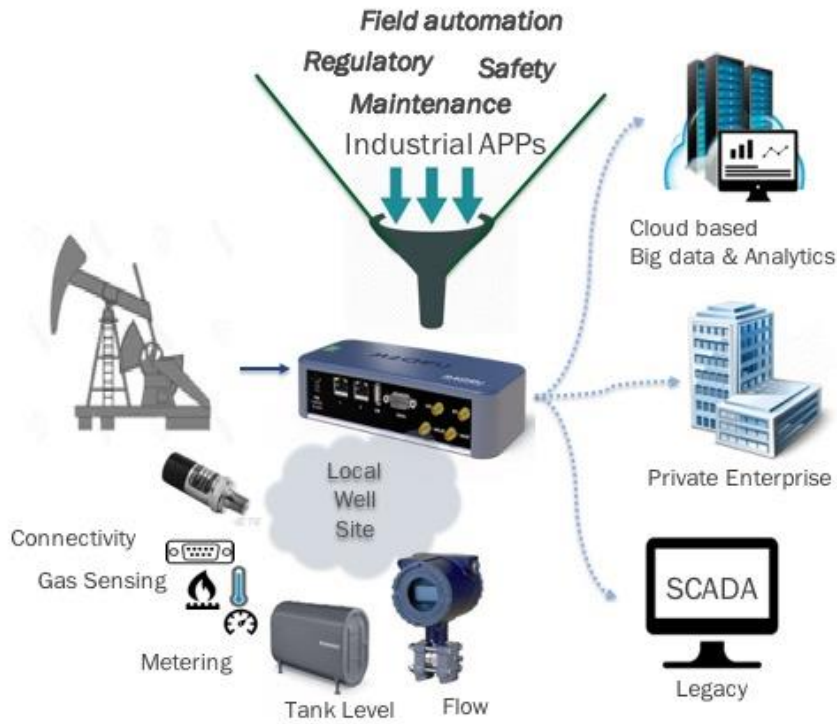 Field automation
Regulatory Safety
Maintenance
Industrial APPs
Cloud based
Big data & Analytics
Private Enterprise
Local
Well
Site
Connectivity
Gas Sensing
Metering
Tank Level
Flow
SCADA
Legacy